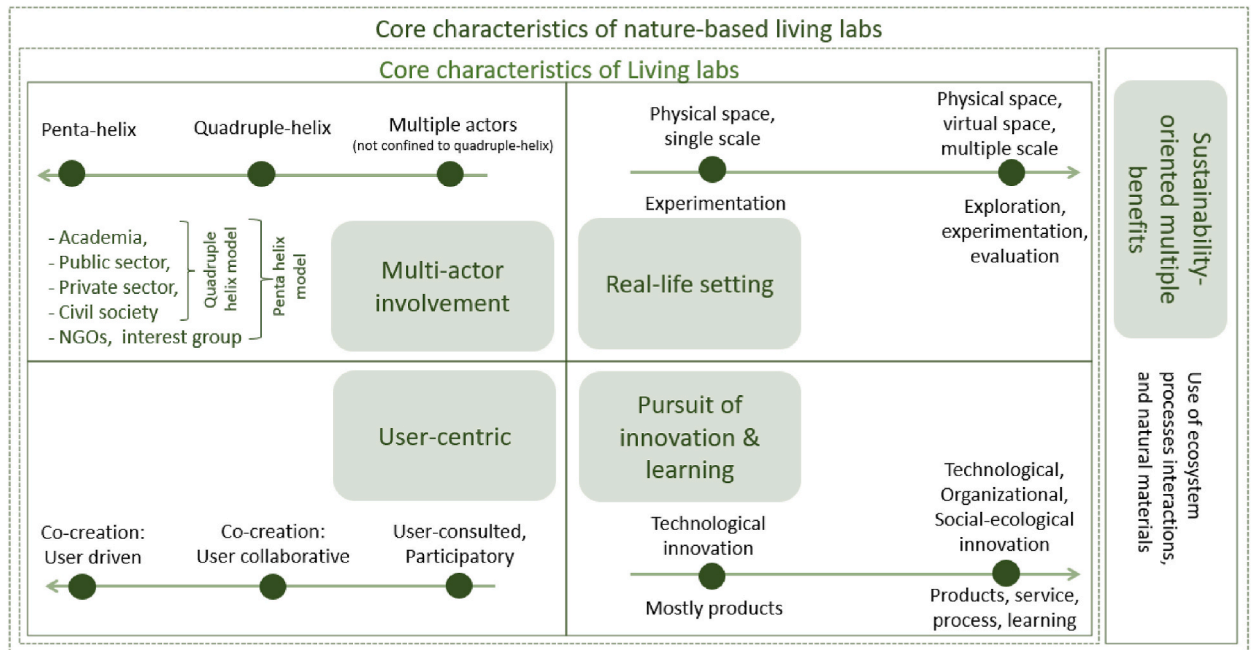 Core characteristics of nature-based living labs
Core characteristics of Living labs
Penta-helix
Quadruple-helix
Multiple actors
(not confined to quadruple-helix)
- Academia,
- Public sector,
- Private sector,
- Civil society
- NGOs, interest group
Quadruple
helix model
Penta helix
model
Multi-actor
involvement
Physical space,
single scale
Experimentation
Physical space,
virtual space,
multiple scale
Exploration,
experimentation,
evaluation
Real-life setting
User-centric
Co-creation:
User driven
Co-creation:
User collaborative
User-consulted,
Participatory
Pursuit of
innovation &
learning
Technological
innovation
Mostly products
Technological,
Organizational,
Social-ecological
innovation
Products, service,
process, learning
Sustainability-
oriented multiple
benefits
Use of ecosystem
processes interactions,
and natural materials